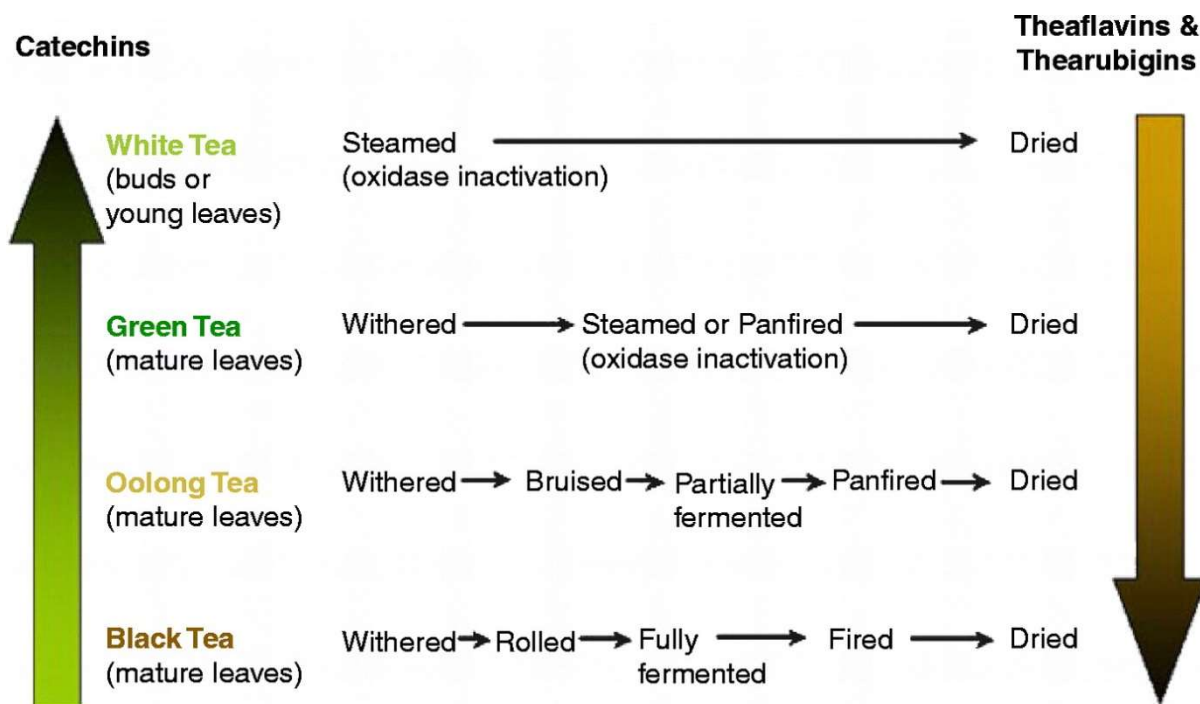 Catechins
Theaflavins &
Thearubigins
White Tea
(buds or
young leaves)
Steamed
(oxidase inactivation)
Dried
Green Tea
(mature leaves)
Withered
Steamed or Panfired
(oxidase inactivation)
Dried
Oolong Tea
(mature leaves)
Withered
Bruised
Partially
fermented
Panfired
Dried
Black Tea
(mature leaves)
Withered
Rolled
Fully
fermented
Fired
Dried